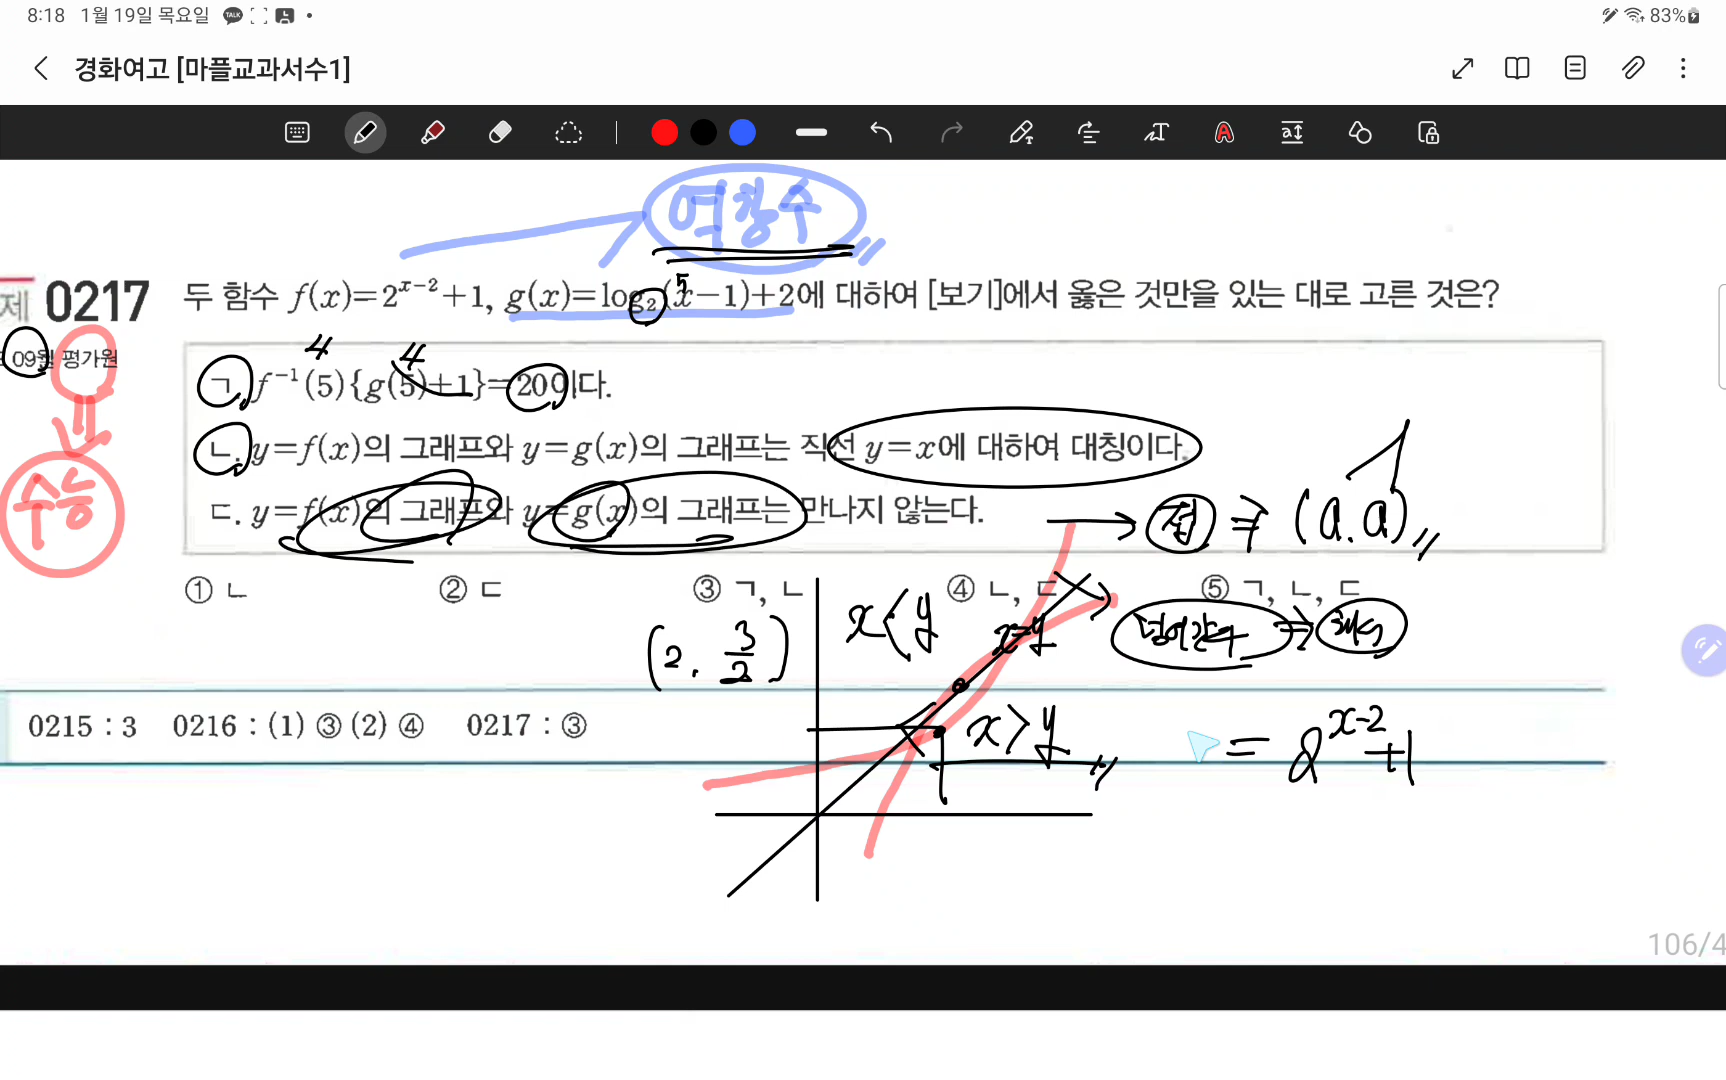 8:18 1월 19일 목요일 TALK
83%
경화여고 [마플교과서수1]
역함수
제 0217 두 함수 f(x)=2^{x-2}+1, g(x)=log₂(x-1)+2에 대하여 [보기]에서 옳은 것만을 있는 대로 고른 것은?
5
09월 평가원
수능
4 4
ㄱ. f⁻¹(5){g(5)+1}=20이다.
ㄴ. y=f(x)의 그래프와 y=g(x)의 그래프는 직선 y=x에 대하여 대칭이다.
ㄷ. y=f(x)의 그래프와 y=g(x)의 그래프는 만나지 않는다.
점 ⇒ (a. a)
① ㄴ ② ㄷ ③ ㄱ, ㄴ ④ ㄴ, ㄷ ⑤ ㄱ, ㄴ, ㄷ
(2. 3/2) x<y x=y
0215 : 3 0216 : (1) ③ (2) ④ 0217 : ③
x>y = 2^{x-2}+1
106/4